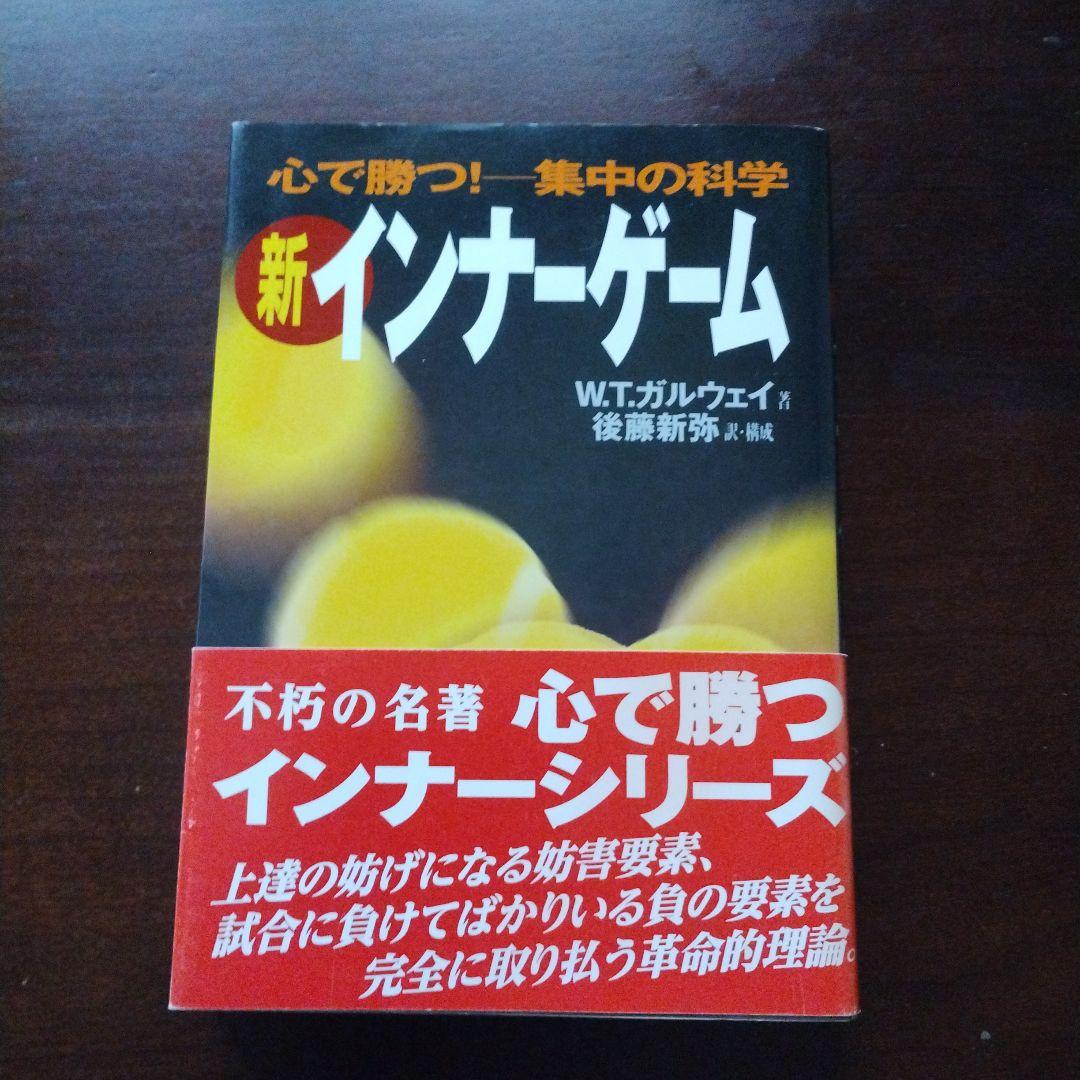 心で勝つ!—集中の科学
新インナーゲーム
W.T.ガルウェイ 著
後藤新弥 訳・構成
不朽の名著 心で勝つ
インナーシリーズ
上達の妨げになる妨害要素、
試合に負けてばかりいる負の要素を
完全に取り払う革命的理論。